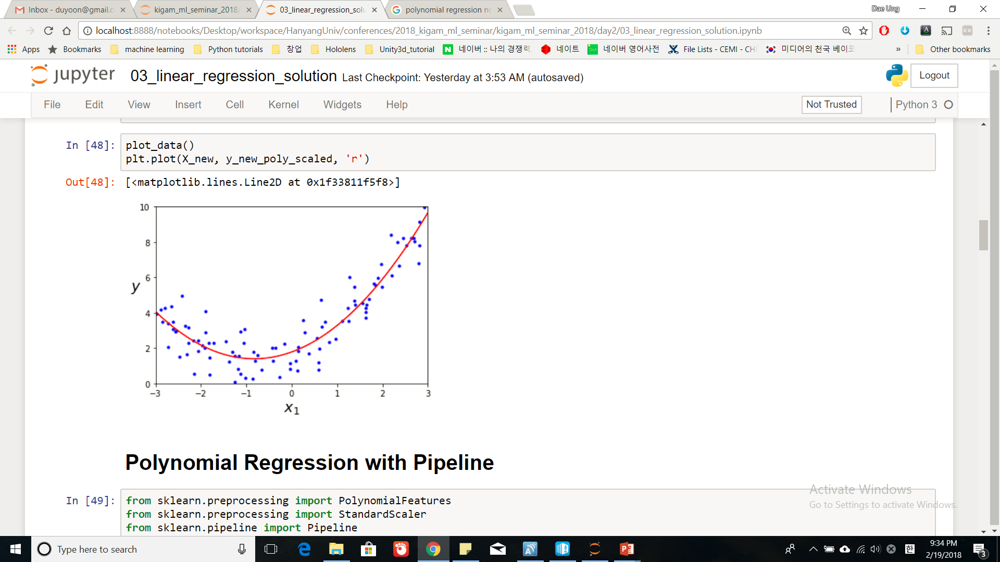 Inbox - duyoon@gmail.c
kigam_ml_seminar_2018/
03_linear_regression_solu
polynomial regression no
Dae Ung
localhost:8888/notebooks/Desktop/workspace/HanyangUniv/conferences/2018_kigam_ml_seminar/kigam_ml_seminar_2018/day2/03_linear_regression_solution.ipynb
Apps Bookmarks machine learning Python tutorials 창업 Hololens Unity3d_tutorial 네이버 :: 나의 경쟁력 네이트 네이버 영어사전 File Lists - CEMI - CH 미디어의 천국 베이코 » Other bookmarks
jupyter 03_linear_regression_solution Last Checkpoint: Yesterday at 3:53 AM (autosaved) Logout
File Edit View Insert Cell Kernel Widgets Help Not Trusted Python 3
In [48]: plot_data()
plt.plot(X_new, y_new_poly_scaled, 'r')
Out[48]: [<matplotlib.lines.Line2D at 0x1f33811f5f8>]
10
8
6
y
4
2
0
−3 −2 −1 0 1 2 3
x1
Polynomial Regression with Pipeline
In [49]: from sklearn.preprocessing import PolynomialFeatures
from sklearn.preprocessing import StandardScaler
from sklearn.pipeline import Pipeline
Activate Windows
Go to Settings to activate Windows.
Type here to search
한
9:34 PM
2/19/2018
3